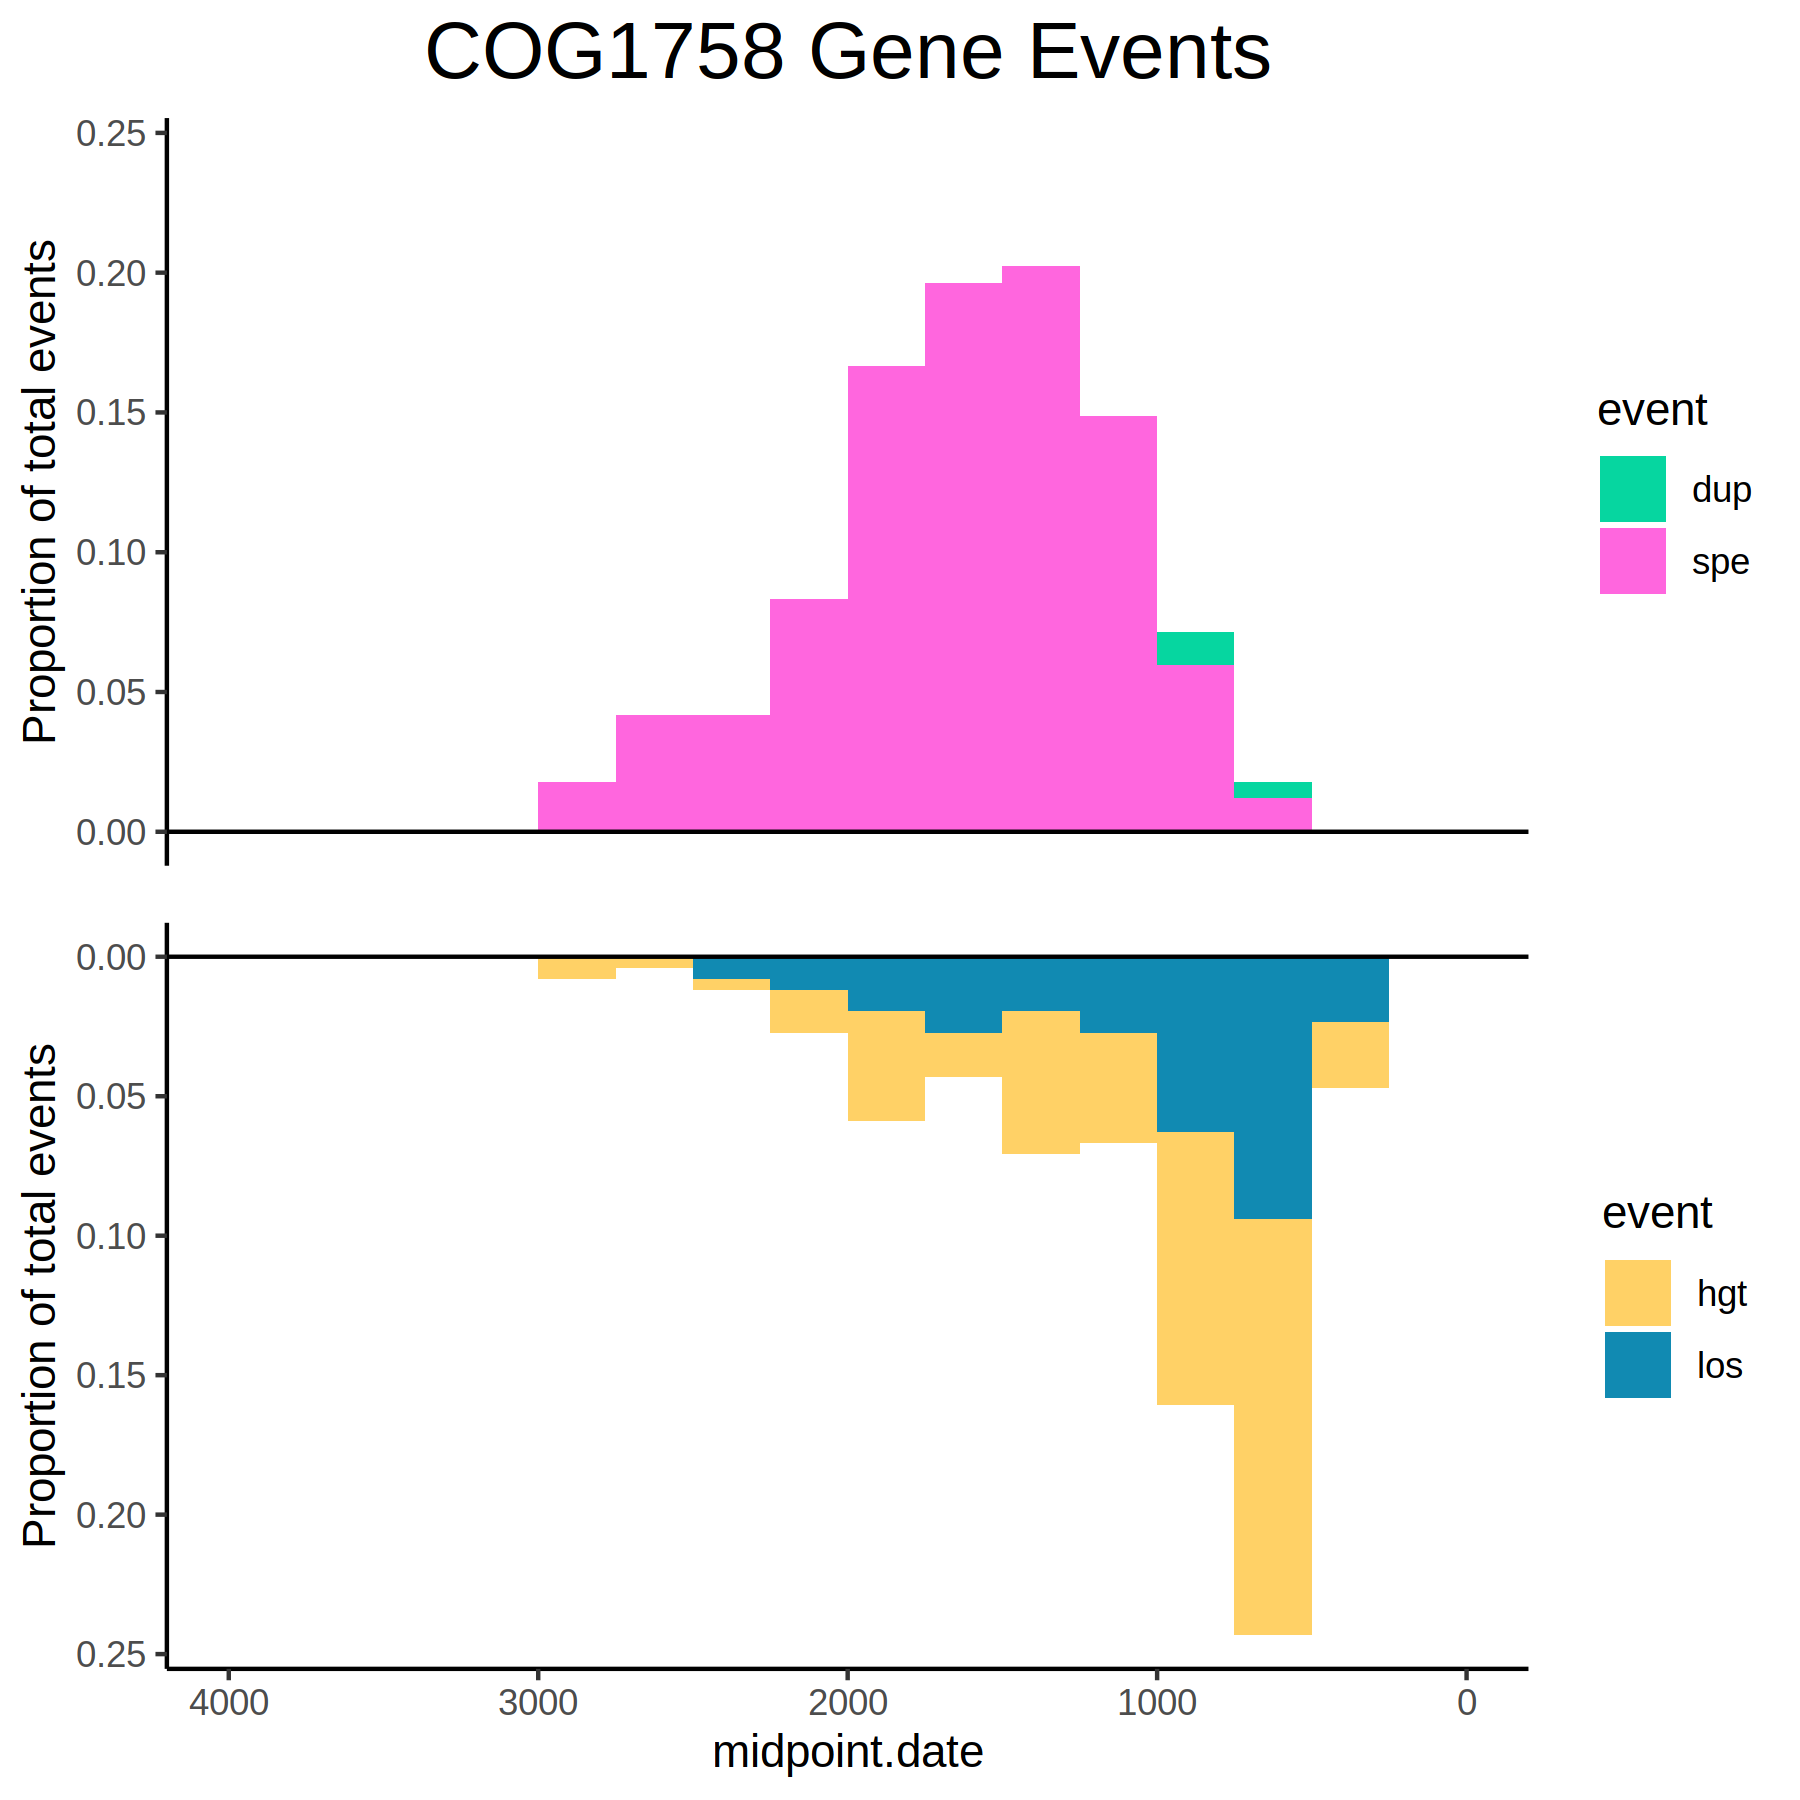 COG1758 Gene Events
Proportion of total events
0.25
0.20
0.15
0.10
0.05
0.00
event
dup
spe
Proportion of total events
0.00
0.05
0.10
0.15
0.20
0.25
event
hgt
los
4000 3000 2000 1000 0
midpoint.date